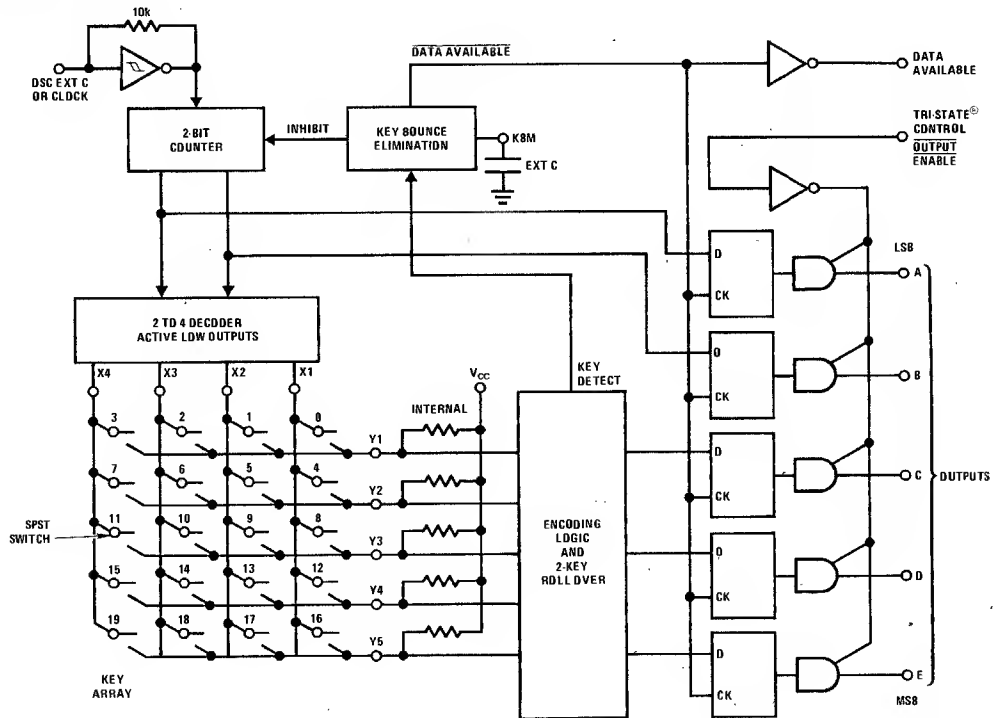 10k
DSC EXT C
OR CLOCK
2-BIT
COUNTER
INHIBIT
DATA AVAILABLE
KEY BOUNCE
ELIMINATION
KBM
EXT C
DATA
AVAILABLE
TRI-STATE®
CONTROL
OUTPUT
ENABLE
2 TO 4 DECODER
ACTIVE LOW OUTPUTS
X4
X3
X2
X1
3
2
1
0
Y1
7
6
5
4
Y2
SPST
SWITCH
11
10
9
8
Y3
15
14
13
12
Y4
19
18
17
16
Y5
KEY
ARRAY
VCC
INTERNAL
KEY
DETECT
ENCODING
LOGIC
AND
2-KEY
ROLL OVER
D
CK
LSB
A
D
CK
B
D
CK
C
D
CK
D
D
CK
E
MSB
OUTPUTS